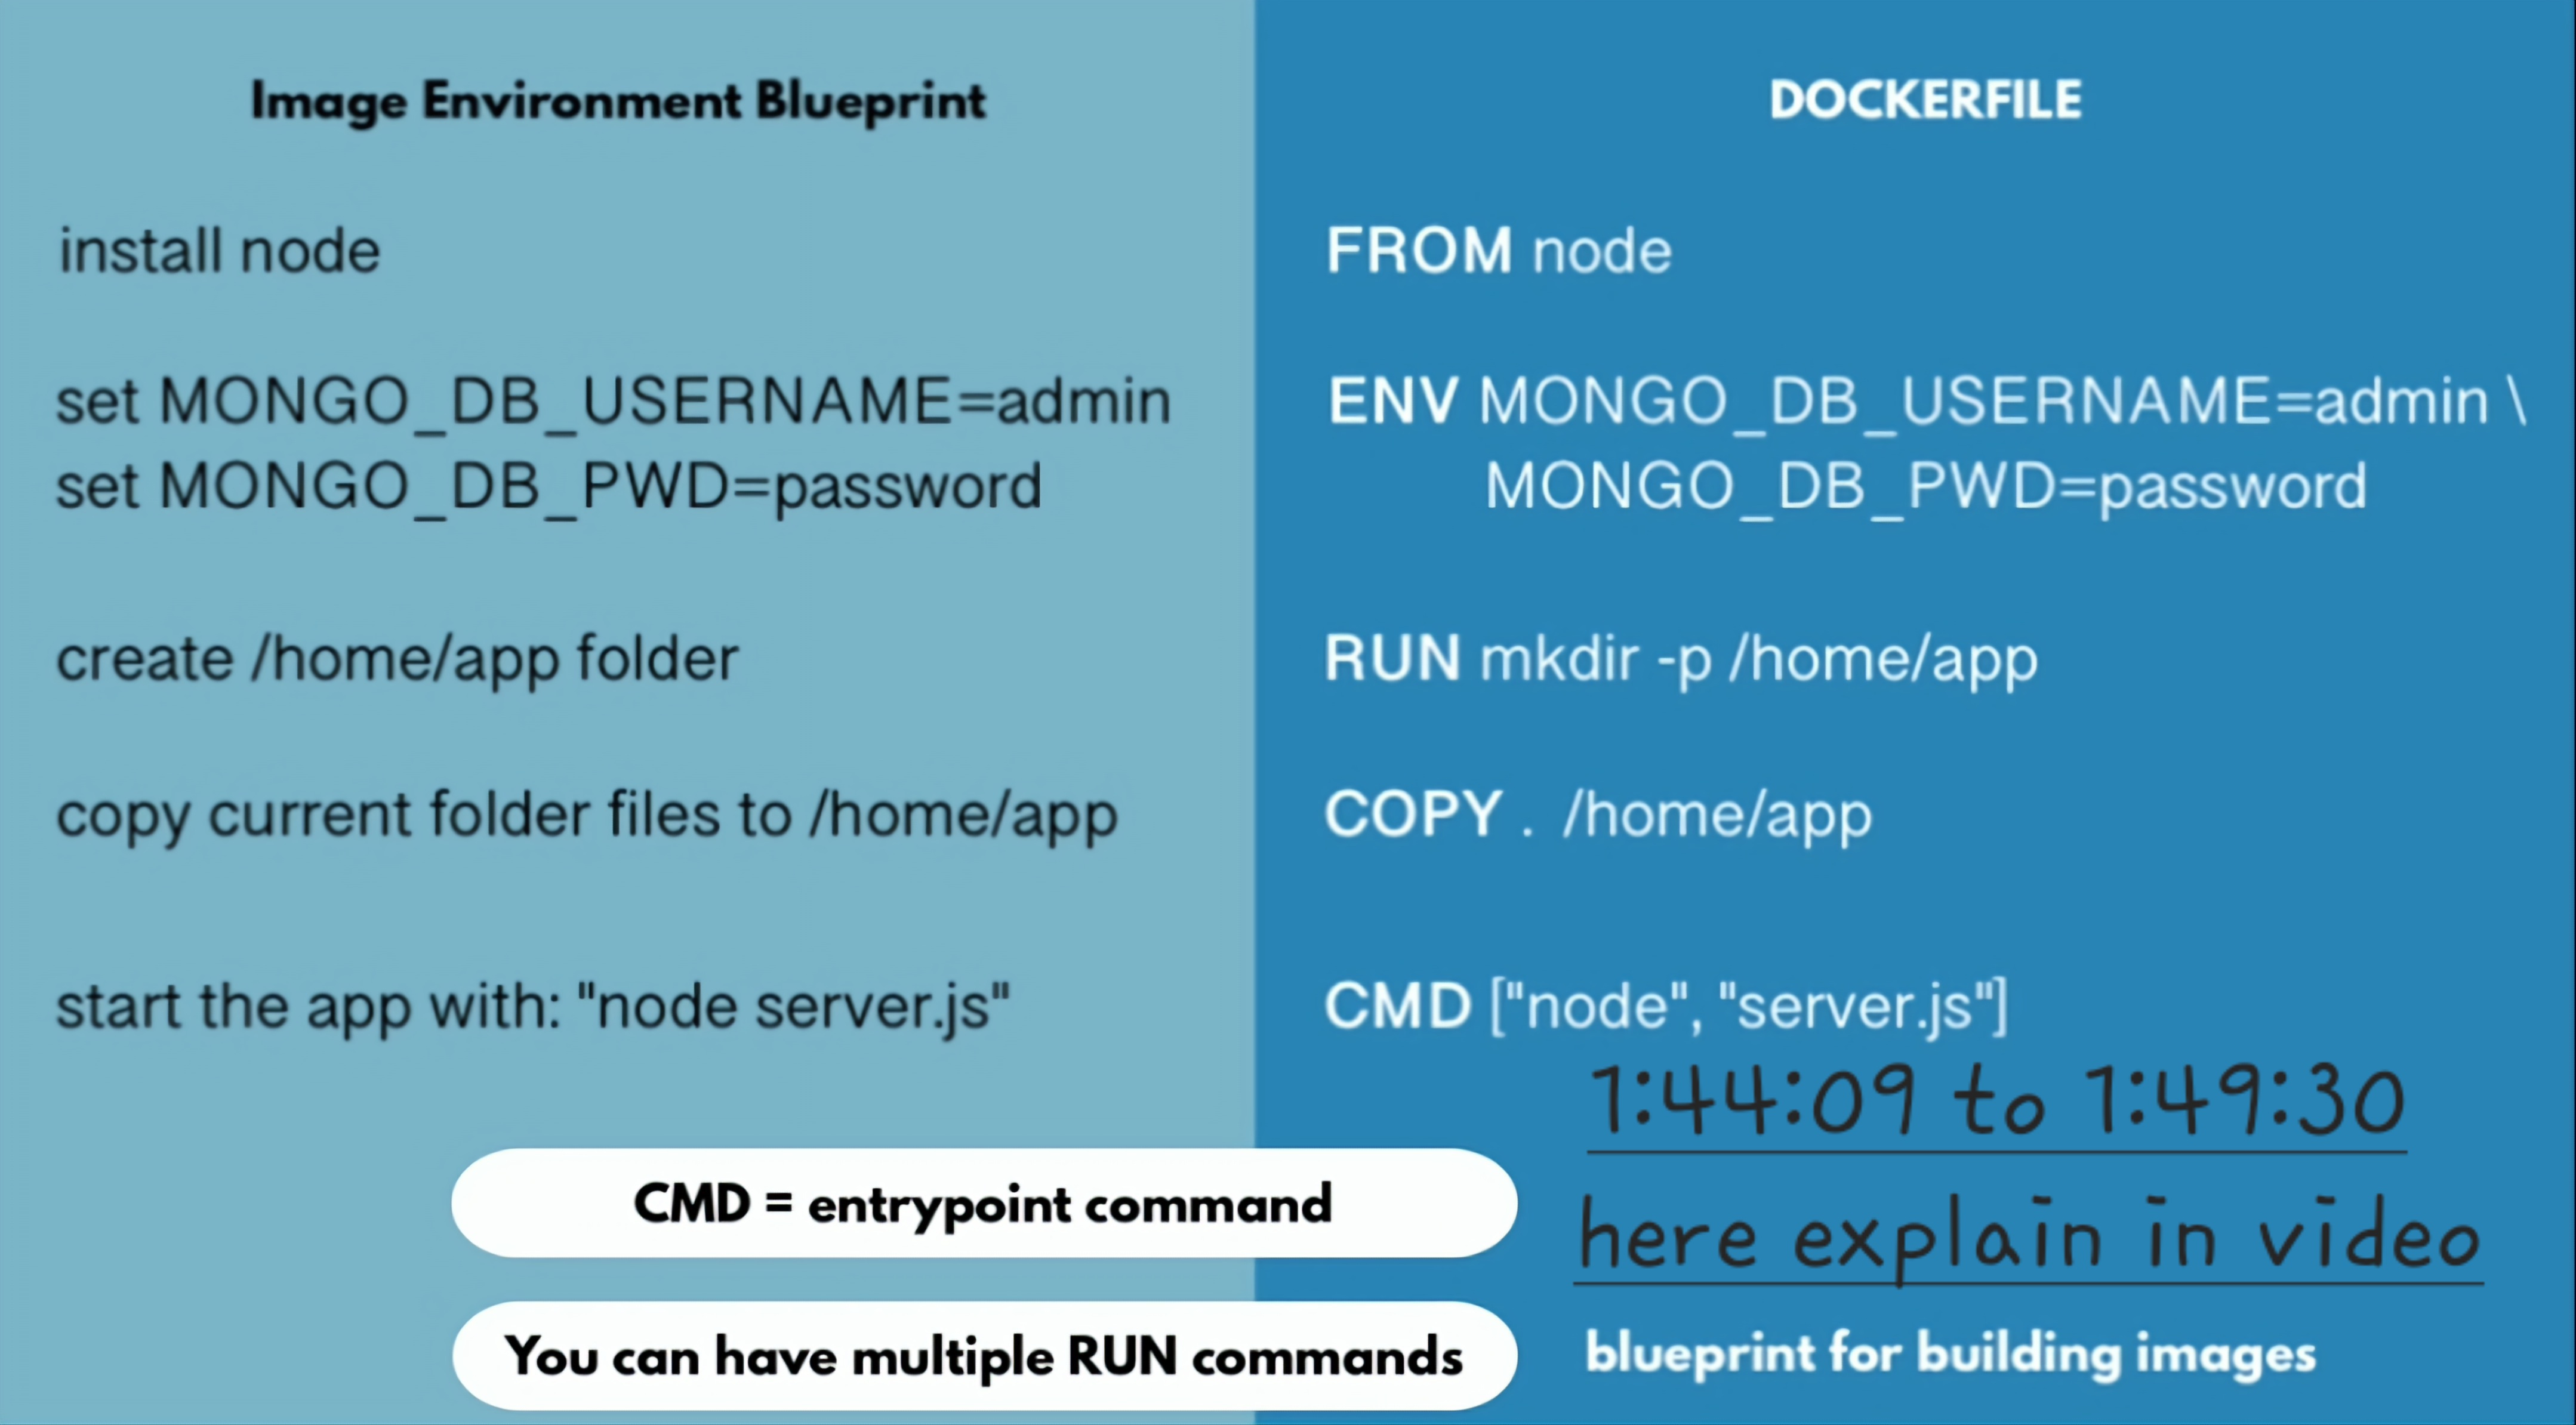 Image Environment Blueprint
install node
set MONGO_DB_USERNAME=admin
set MONGO_DB_PWD=password
create /home/app folder
copy current folder files to /home/app
start the app with: "node server.js"
DOCKERFILE
FROM node
ENV MONGO_DB_USERNAME=admin \
MONGO_DB_PWD=password
RUN mkdir -p /home/app
COPY . /home/app
CMD ["node", "server.js"]
1:44:09 to 1:49:30
here explain in video
CMD = entrypoint command
You can have multiple RUN commands
blueprint for building images